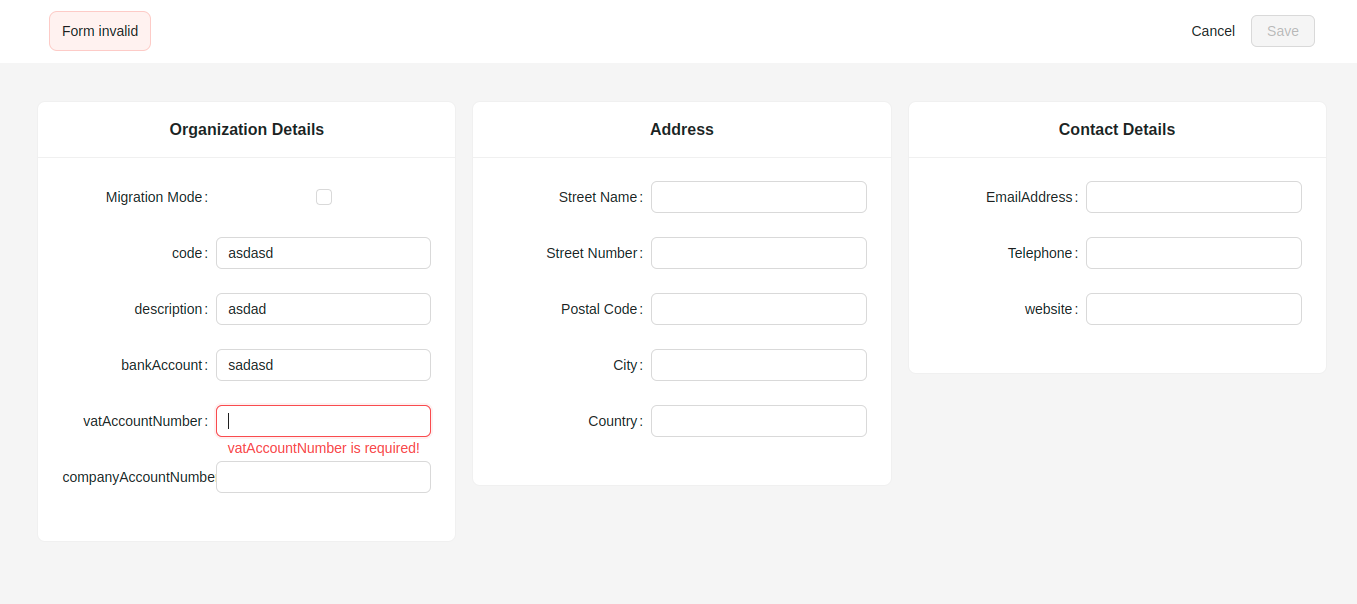 Form invalid
Cancel
Save
Organization Details
Migration Mode:
code: asdasd
description: asdad
bankAccount: sadasd
vatAccountNumber:
vatAccountNumber is required!
companyAccountNumbe
Address
Street Name:
Street Number:
Postal Code:
City:
Country:
Contact Details
EmailAddress:
Telephone:
website: